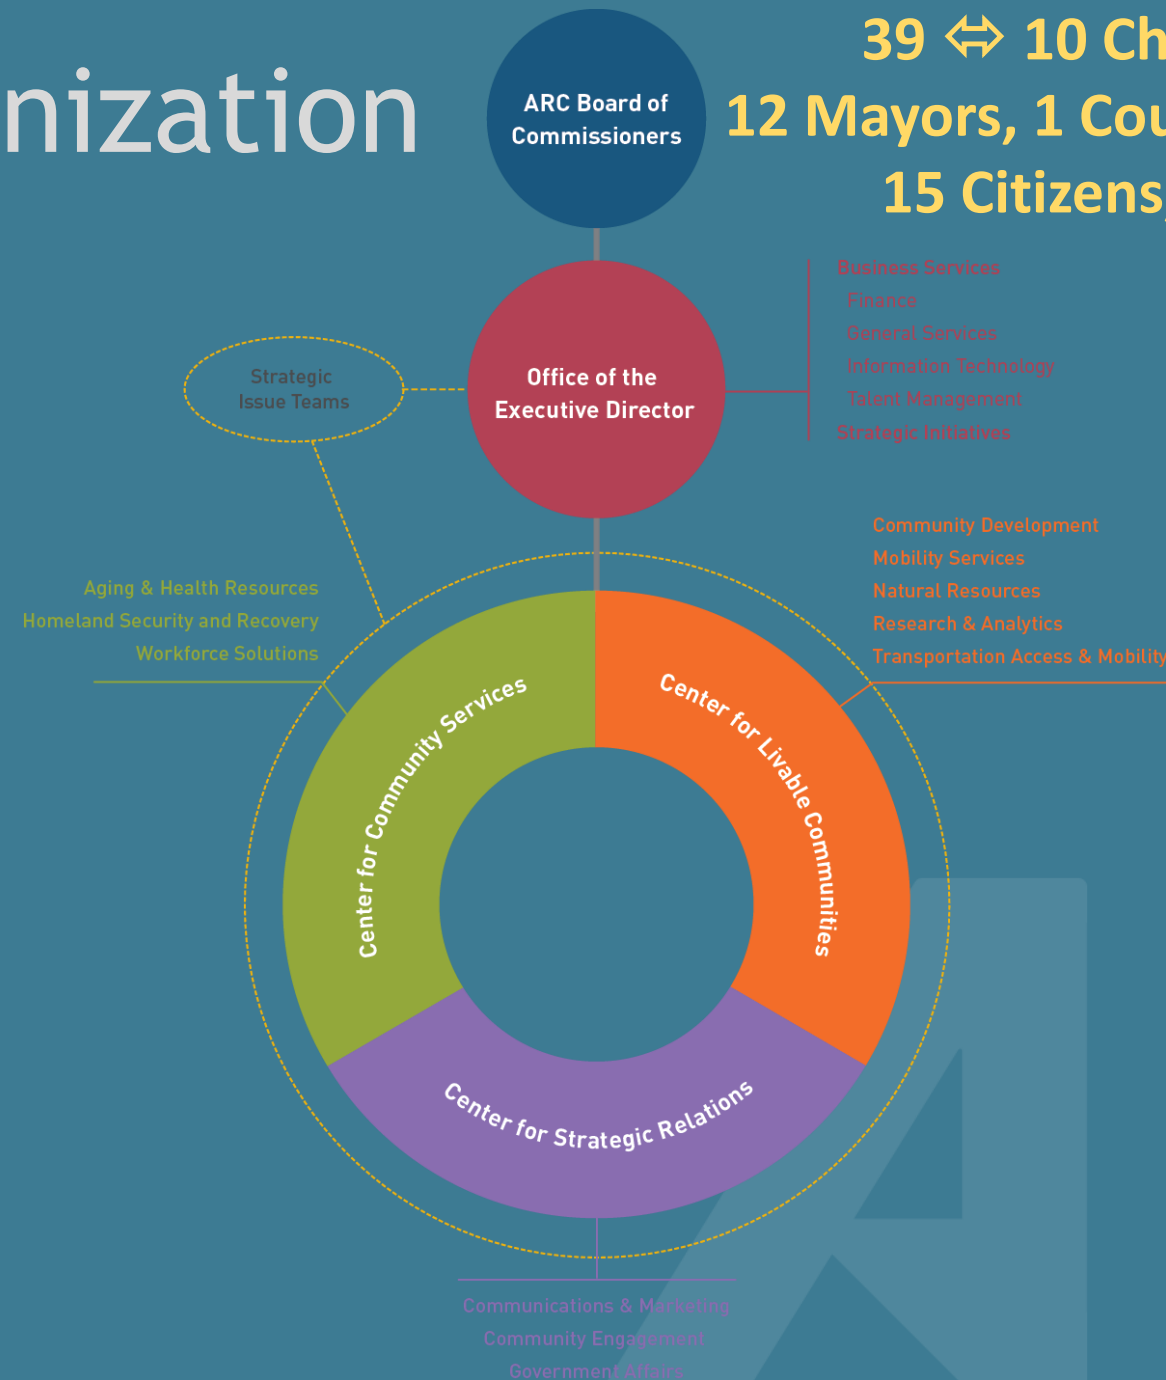 nization
39 ⬄ 10 Ch
12 Mayors, 1 Cou
15 Citizens,
ARC Board of
Commissioners
Business Services
Finance
General Services
Information Technology
Talent Management
Strategic Initiatives
Strategic
Issue Teams
Office of the
Executive Director
Community Development
Mobility Services
Natural Resources
Research & Analytics
Transportation Access & Mobility
Aging & Health Resources
Homeland Security and Recovery
Workforce Solutions
Center for Community Services
Center for Livable Communities
Center for Strategic Relations
Communications & Marketing
Community Engagement
Government Affairs